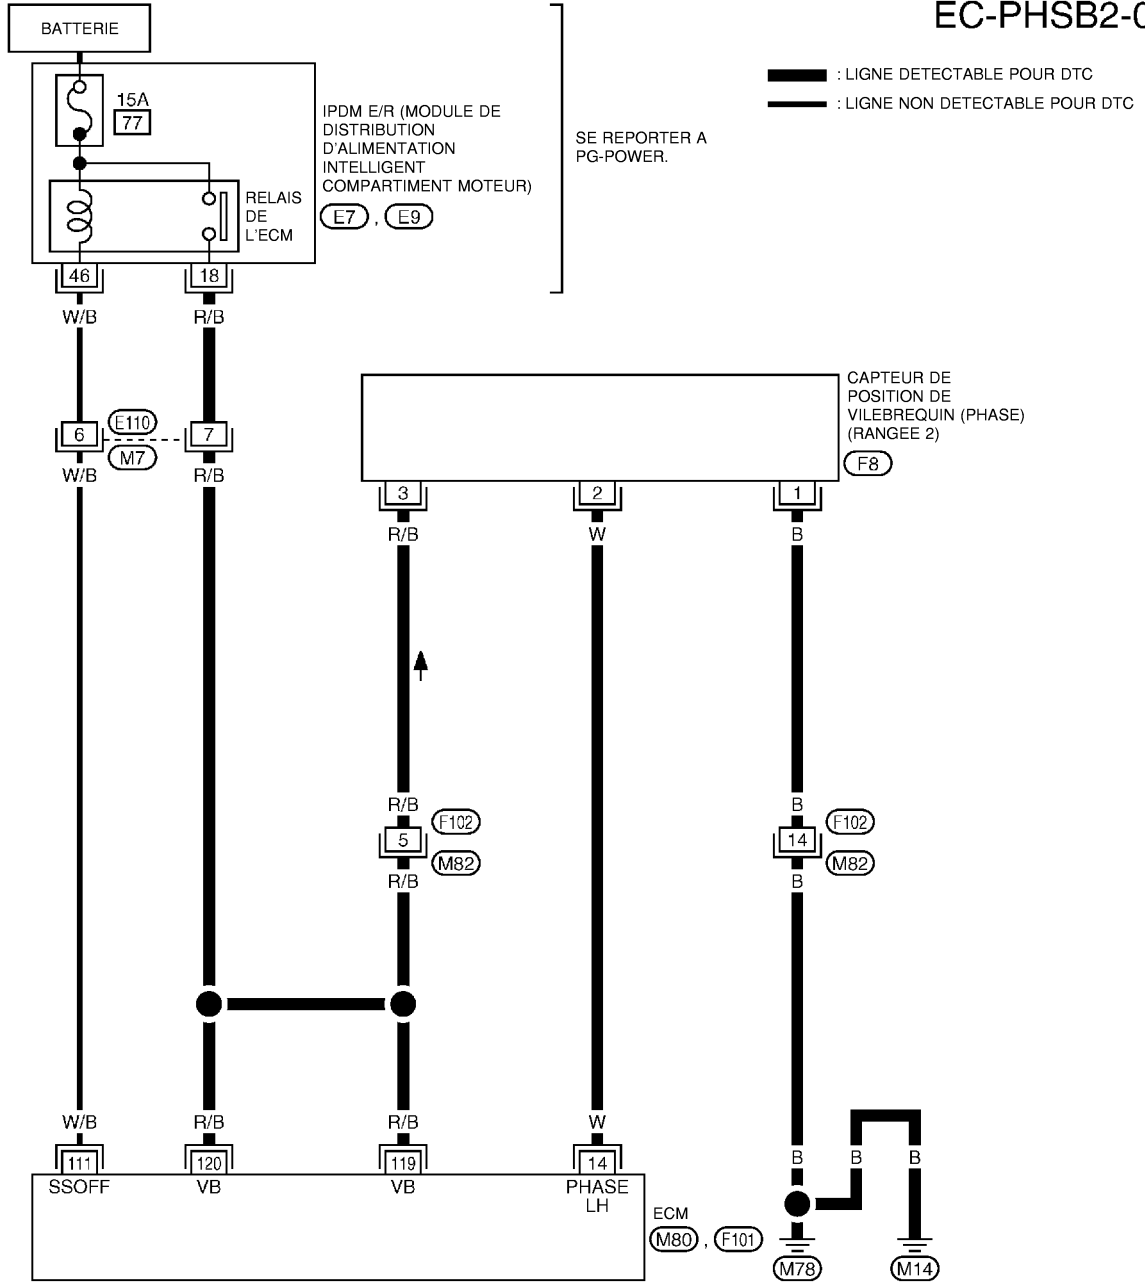 EC-PHSB2-0
BATTERIE
: LIGNE DETECTABLE POUR DTC
: LIGNE NON DETECTABLE POUR DTC
15A
77
IPDM E/R (MODULE DE
DISTRIBUTION
D'ALIMENTATION
INTELLIGENT
COMPARTIMENT MOTEUR)
E7 , E9
SE REPORTER A
PG-POWER.
RELAIS
DE
L'ECM
46 18
W/B R/B
CAPTEUR DE
POSITION DE
VILEBREQUIN (PHASE)
(RANGEE 2)
F8
6 E110 7
M7
W/B R/B
3 2 1
R/B W B
R/B B
5 F102 14 F102
M82 M82
R/B B
W/B R/B R/B W
111 120 119 14
SSOFF VB VB PHASE
LH
B B B
ECM
M80 , F101
M78 M14